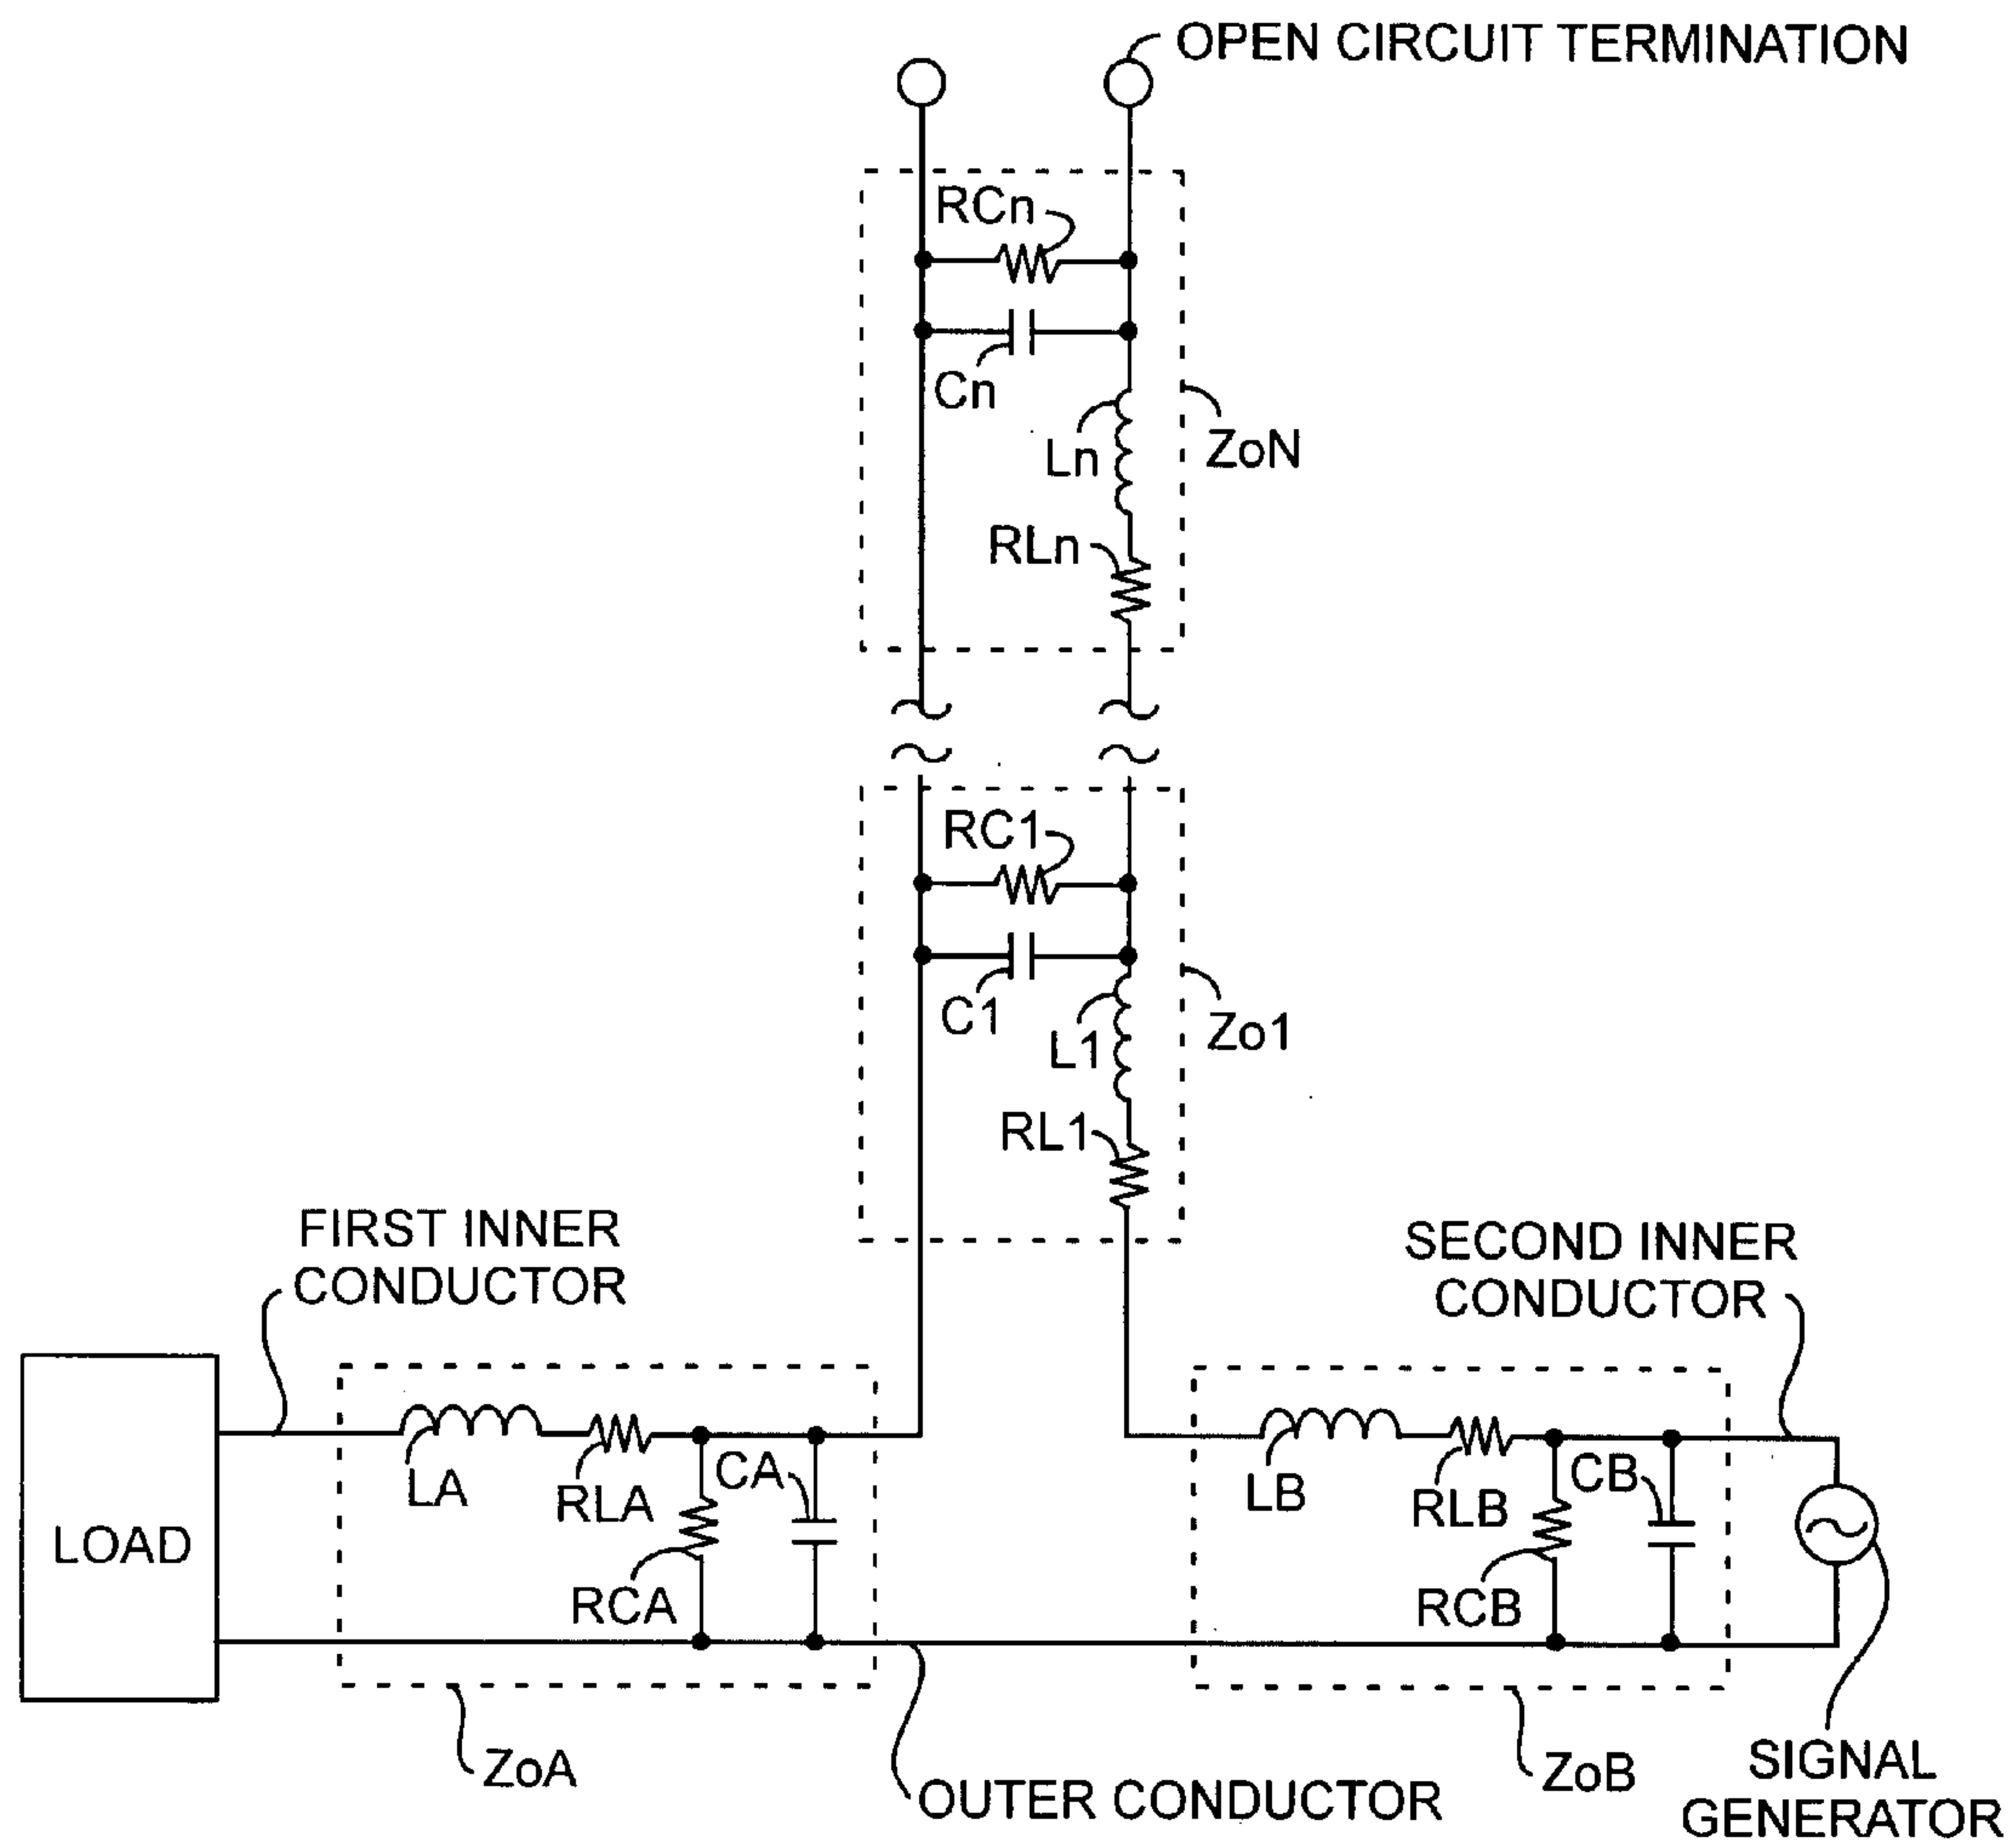 OPEN CIRCUIT TERMINATION
RCn
Cn
Ln
ZoN
RLn
RC1
C1
L1
Zo1
RL1
FIRST INNER
CONDUCTOR
SECOND INNER
CONDUCTOR
LOAD
LA
RLA
CA
RCA
LB
RLB
CB
RCB
ZoA
OUTER CONDUCTOR
ZoB
SIGNAL
GENERATOR